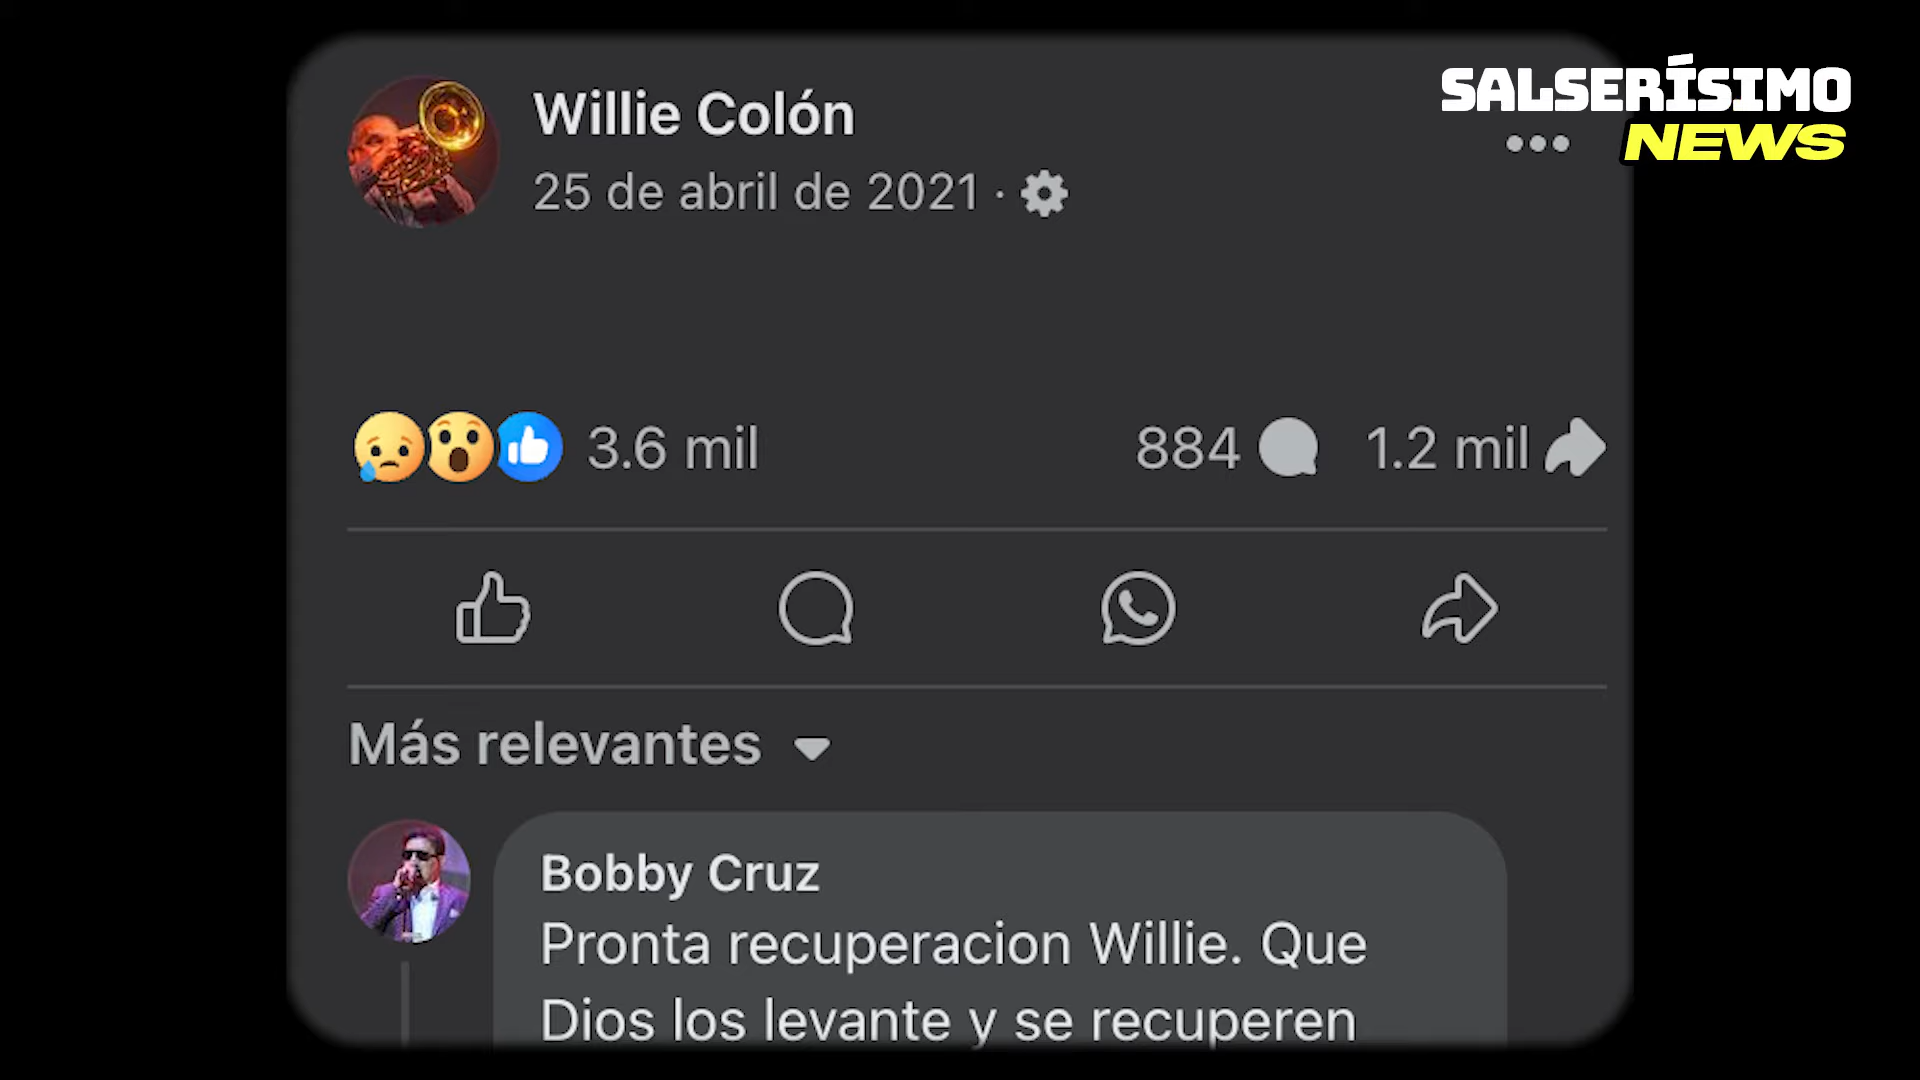 SALSERÍSIMO
NEWS
Willie Colón
25 de abril de 2021 ·
3.6 mil
884
1.2 mil
Más relevantes
Bobby Cruz
Pronta recuperacion Willie. Que
Dios los levante y se recuperen